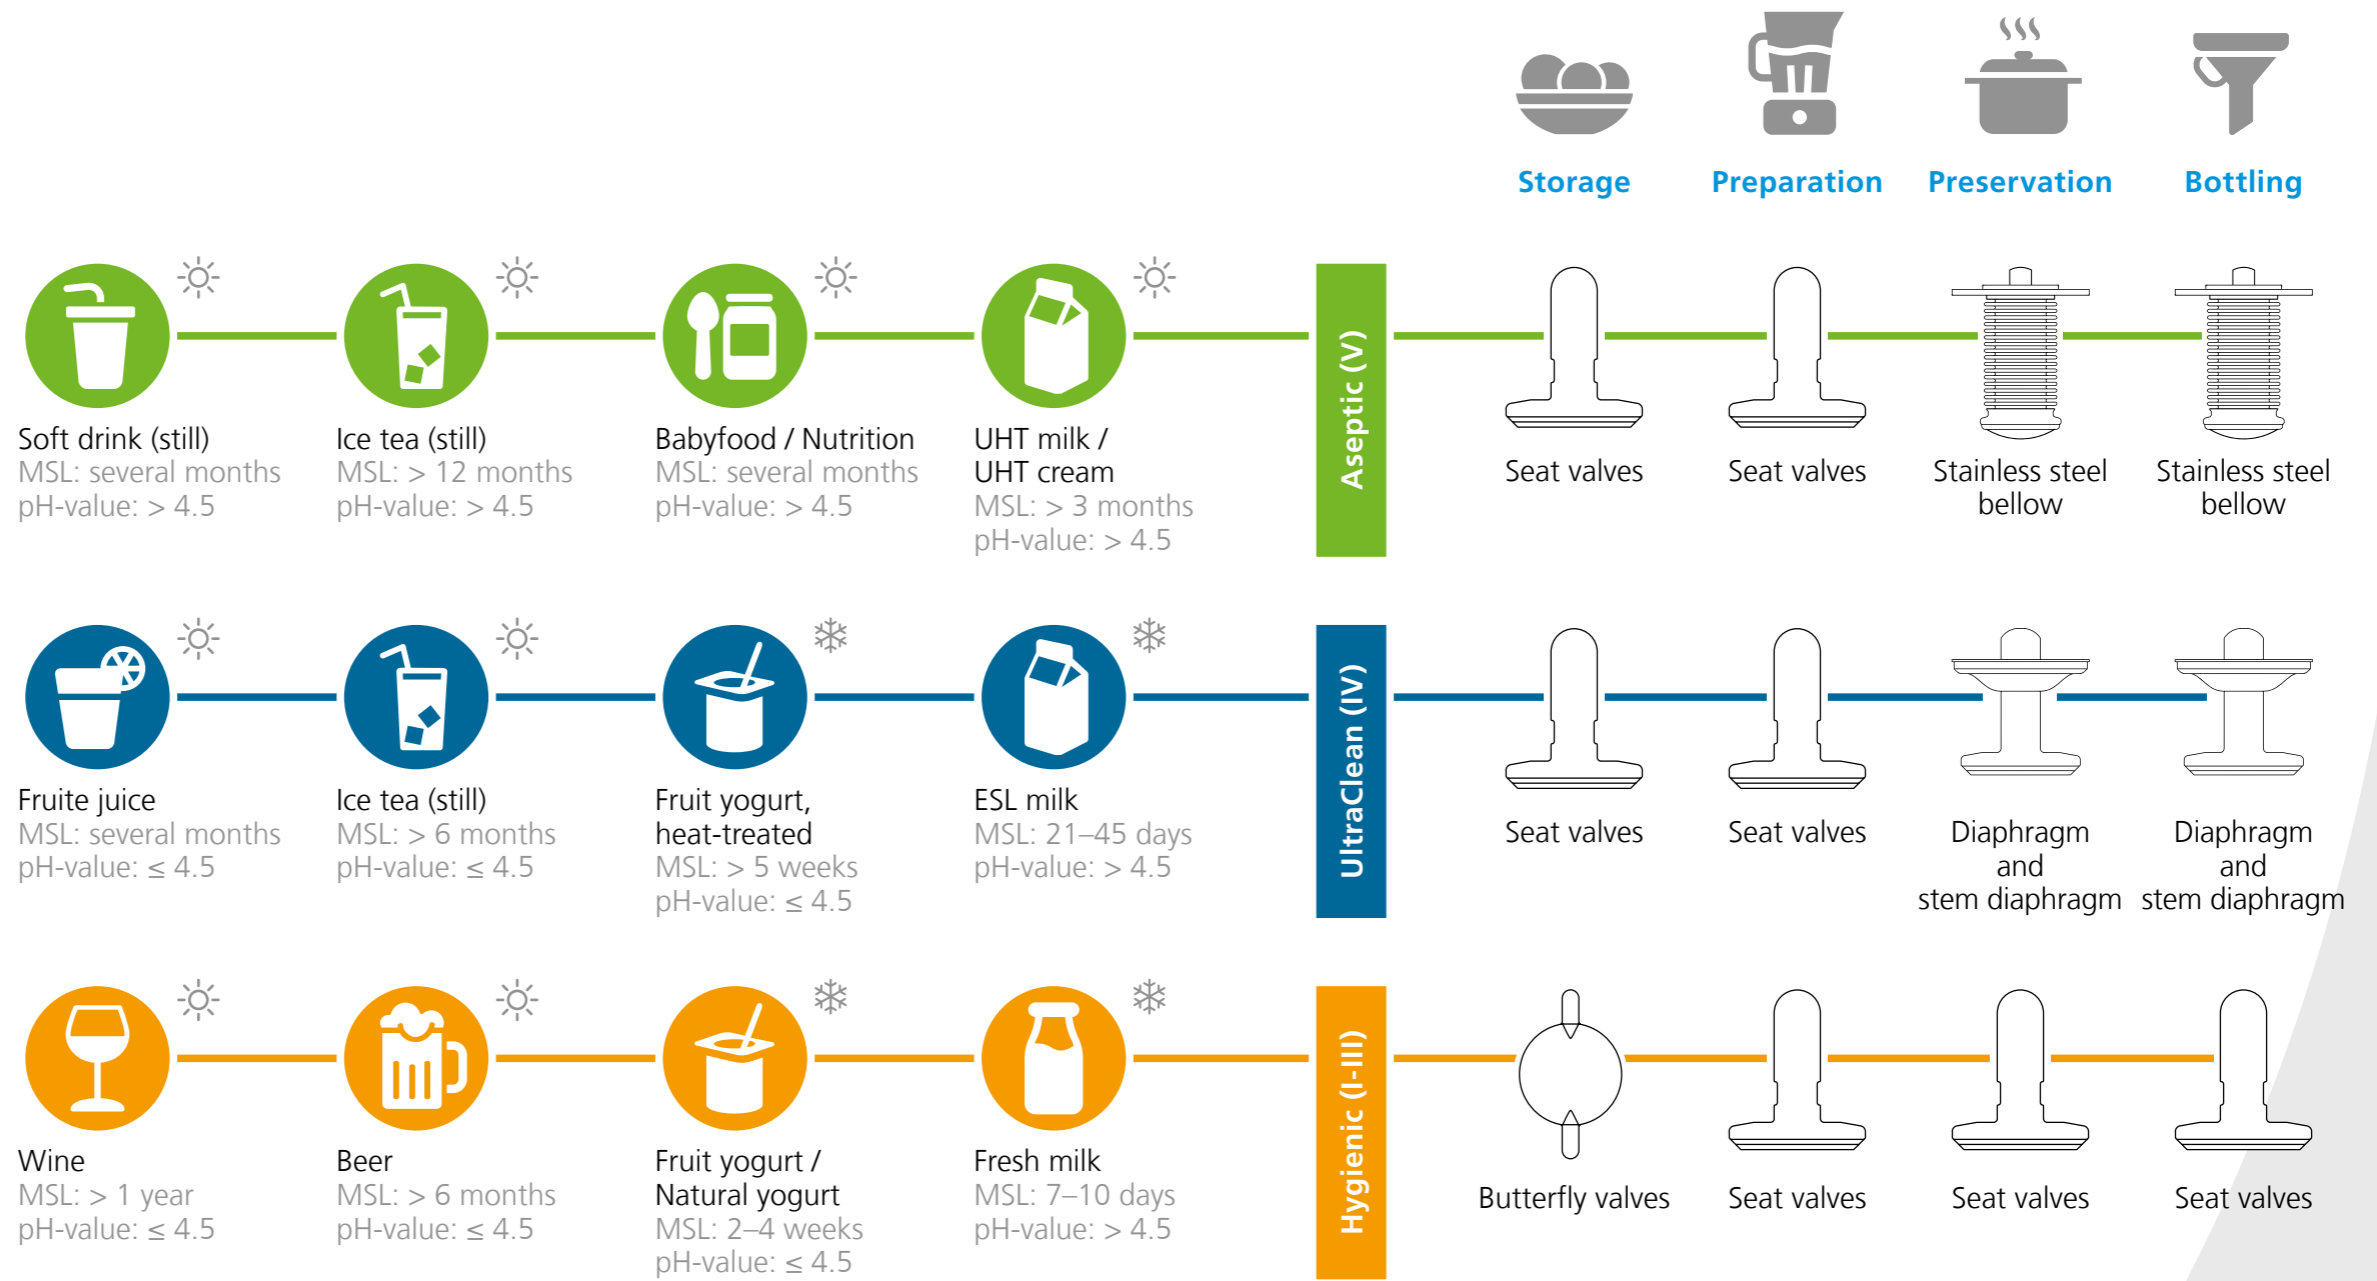 Storage
Preparation
Preservation
Bottling
Soft drink (still)
MSL: several months
pH-value: > 4.5
Ice tea (still)
MSL: > 12 months
pH-value: > 4.5
Babyfood / Nutrition
MSL: several months
pH-value: > 4.5
UHT milk /
UHT cream
MSL: > 3 months
pH-value: > 4.5
Aseptic (V)
Seat valves
Seat valves
Stainless steel
bellow
Stainless steel
bellow
Fruite juice
MSL: several months
pH-value: ≤ 4.5
Ice tea (still)
MSL: > 6 months
pH-value: ≤ 4.5
Fruit yogurt,
heat-treated
MSL: > 5 weeks
pH-value: ≤ 4.5
ESL milk
MSL: 21–45 days
pH-value: > 4.5
UltraClean (IV)
Seat valves
Seat valves
Diaphragm
and
stem diaphragm
Diaphragm
and
stem diaphragm
Wine
MSL: > 1 year
pH-value: ≤ 4.5
Beer
MSL: > 6 months
pH-value: ≤ 4.5
Fruit yogurt /
Natural yogurt
MSL: 2–4 weeks
pH-value: ≤ 4.5
Fresh milk
MSL: 7–10 days
pH-value: > 4.5
Hygienic (I-III)
Butterfly valves
Seat valves
Seat valves
Seat valves